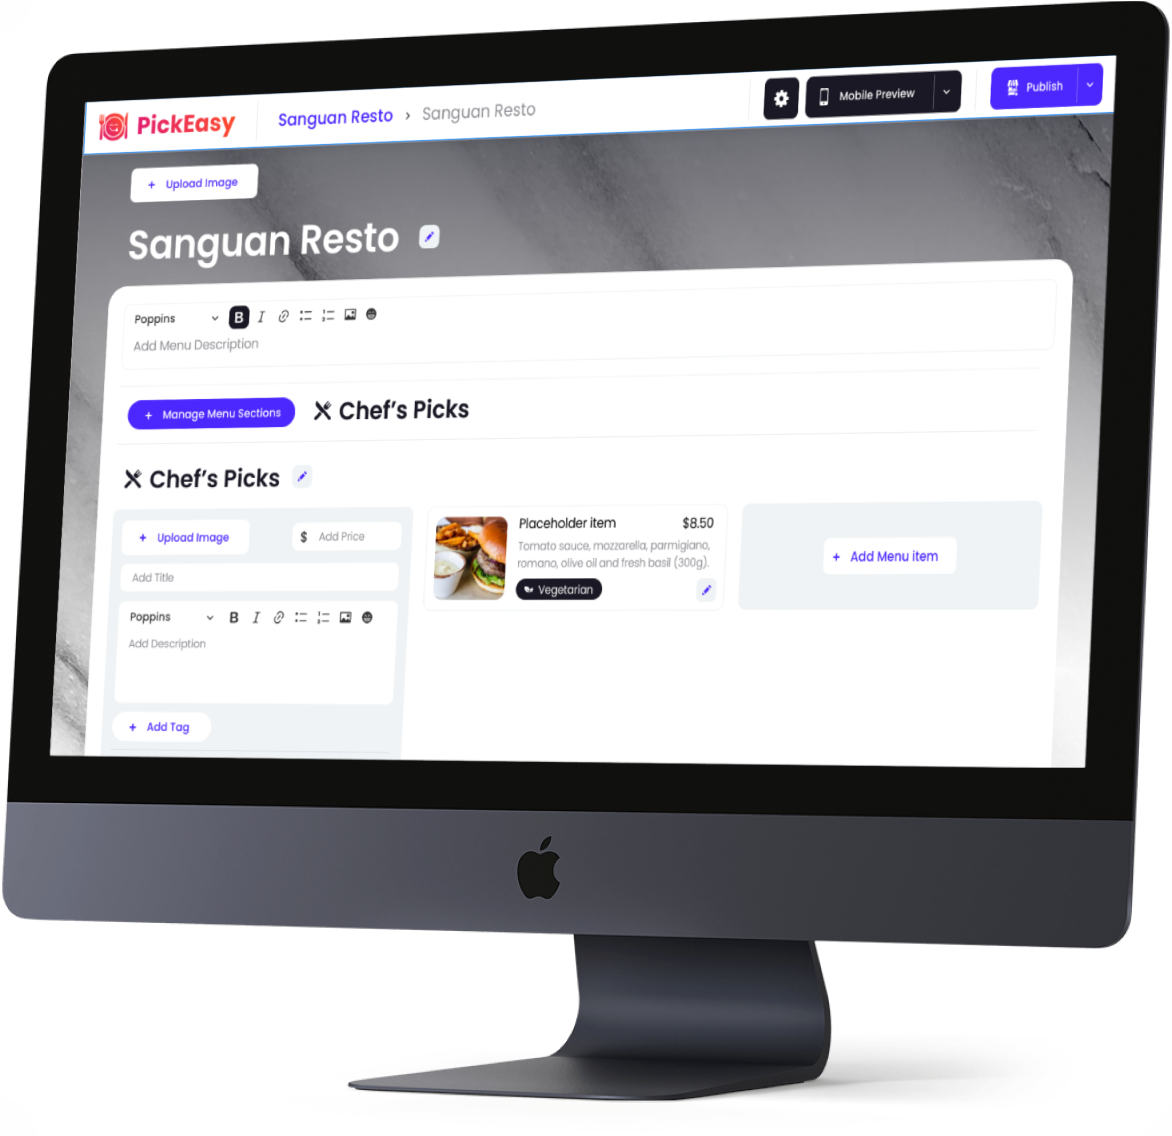 PickEasy
Sanguan Resto › Sanguan Resto
Mobile Preview
Publish
+ Upload Image
Sanguan Resto
Poppins B I
Add Menu Description
+ Manage Menu Sections
Chef’s Picks
Chef’s Picks
+ Upload Image
$ Add Price
Add Title
Poppins B I
Add Description
+ Add Tag
Placeholder item $8.50
Tomato sauce, mozzarella, parmigiano,
romano, olive oil and fresh basil (300g).
Vegetarian
+ Add Menu item